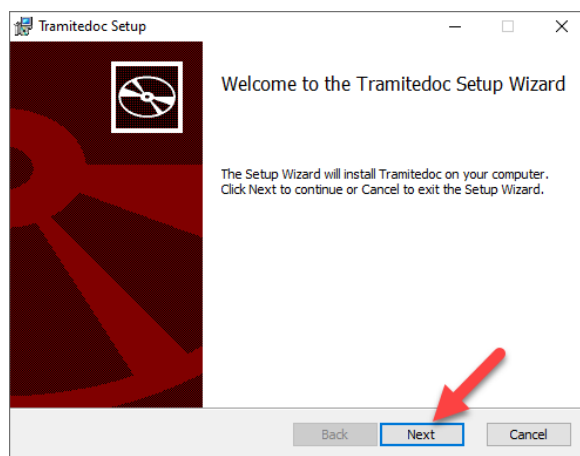 Tramitedoc Setup
Welcome to the Tramitedoc Setup Wizard
The Setup Wizard will install Tramitedoc on your computer.
Click Next to continue or Cancel to exit the Setup Wizard.
Back Next Cancel